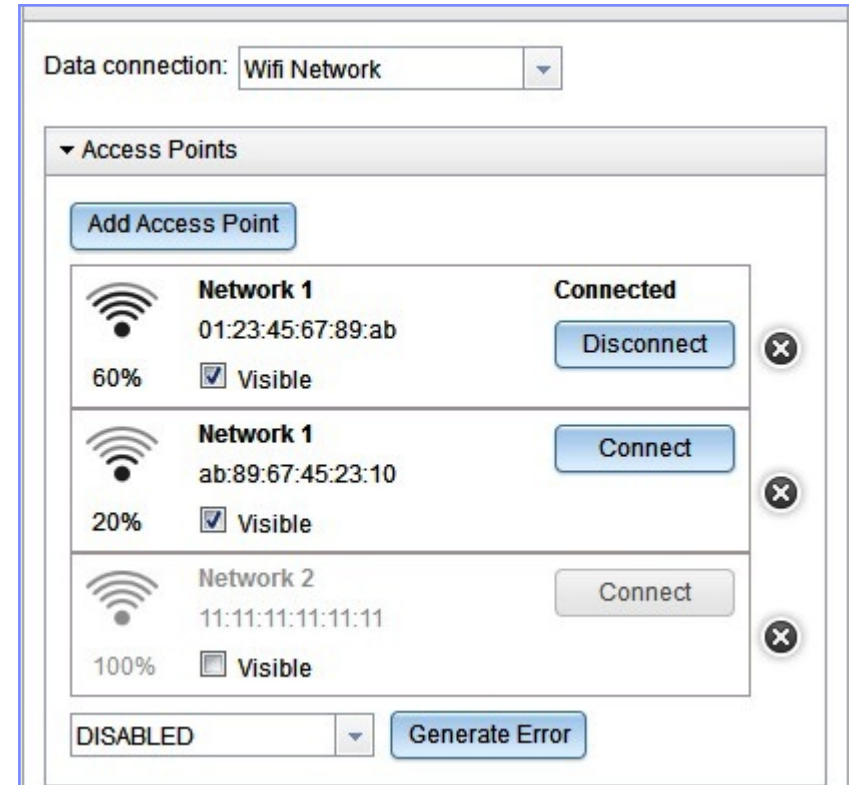 Data connection: Wifi Network
Access Points
Add Access Point
Network 1 Connected
01:23:45:67:89:ab Disconnect
60% Visible
Network 1 Connect
ab:89:67:45:23:10
20% Visible
Network 2 Connect
11:11:11:11:11:11
100% Visible
DISABLED Generate Error